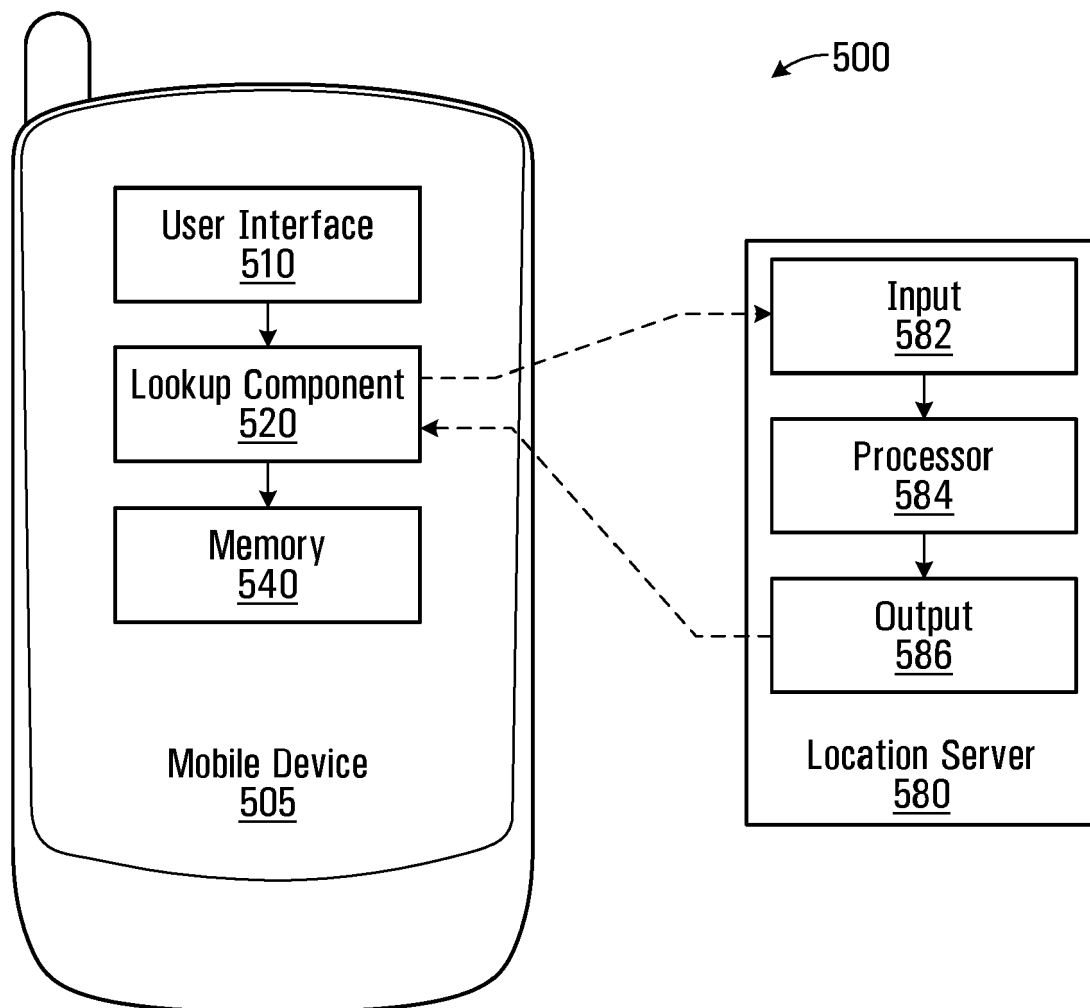 500
User Interface
510
Lookup Component
520
Memory
540
Mobile Device
505
Input
582
Processor
584
Output
586
Location Server
580